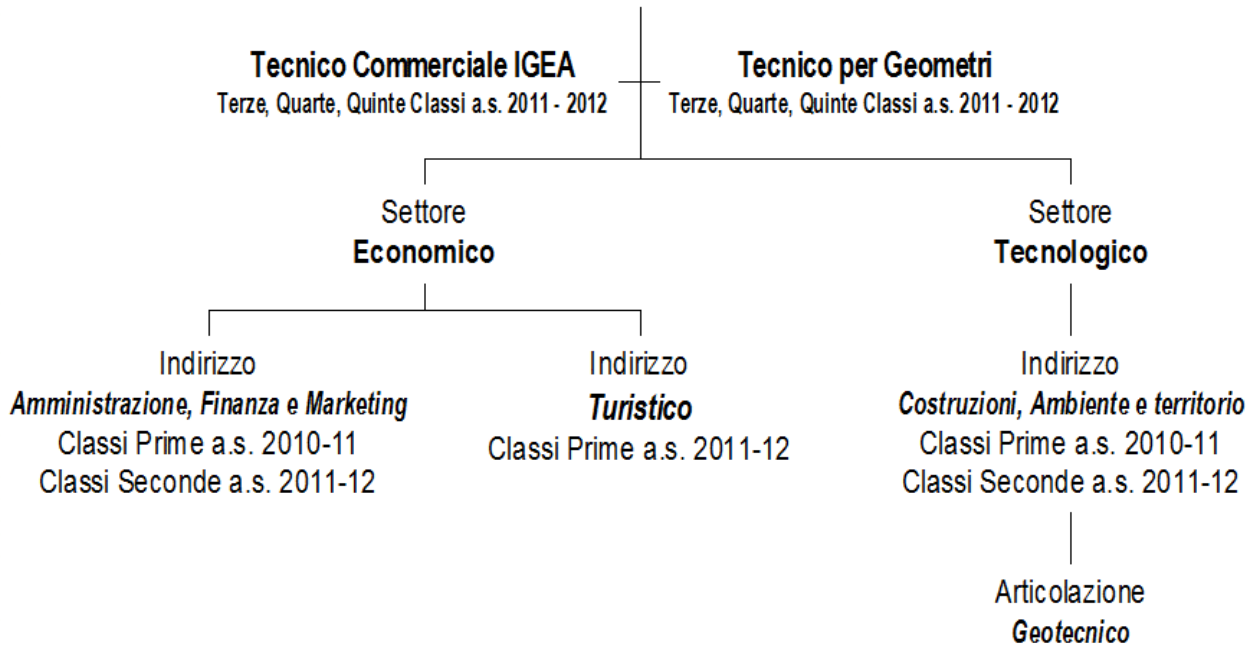 Tecnico Commerciale IGEA
Terze, Quarte, Quinte Classi a.s. 2011 - 2012
Tecnico per Geometri
Terze, Quarte, Quinte Classi a.s. 2011 - 2012
Settore
Economico
Settore
Tecnologico
Indirizzo
Amministrazione, Finanza e Marketing
Classi Prime a.s. 2010-11
Classi Seconde a.s. 2011-12
Indirizzo
Turistico
Classi Prime a.s. 2011-12
Indirizzo
Costruzioni, Ambiente e territorio
Classi Prime a.s. 2010-11
Classi Seconde a.s. 2011-12
Articolazione
Geotecnico